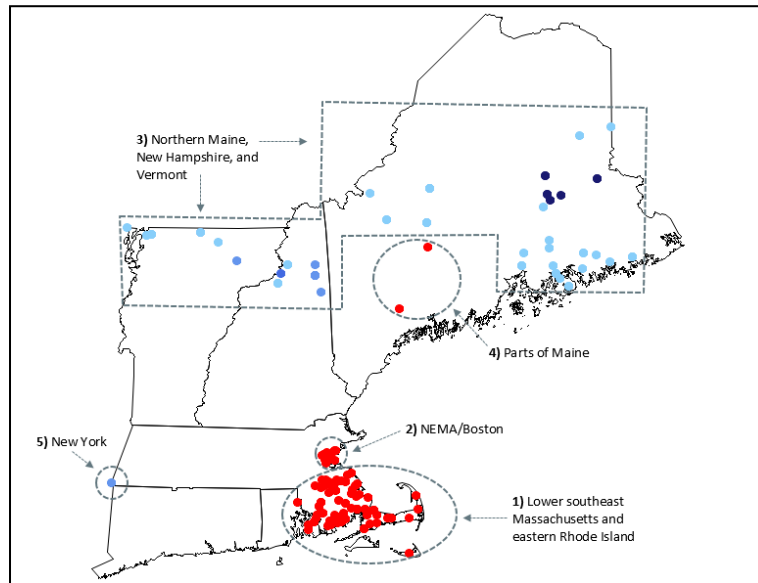 3) Northern Maine,
New Hampshire, and
Vermont
4) Parts of Maine
2) NEMA/Boston
5) New York
1) Lower southeast
Massachusetts and
eastern Rhode Island